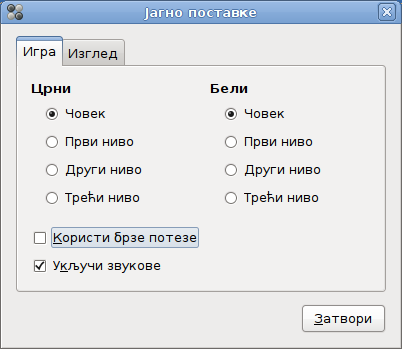 Јагно поставке
Игра Изглед
Црни Бели
Човек Човек
Први ниво Први ниво
Други ниво Други ниво
Трећи ниво Трећи ниво
Користи брзе потезе
Укључи звукове
Затвори